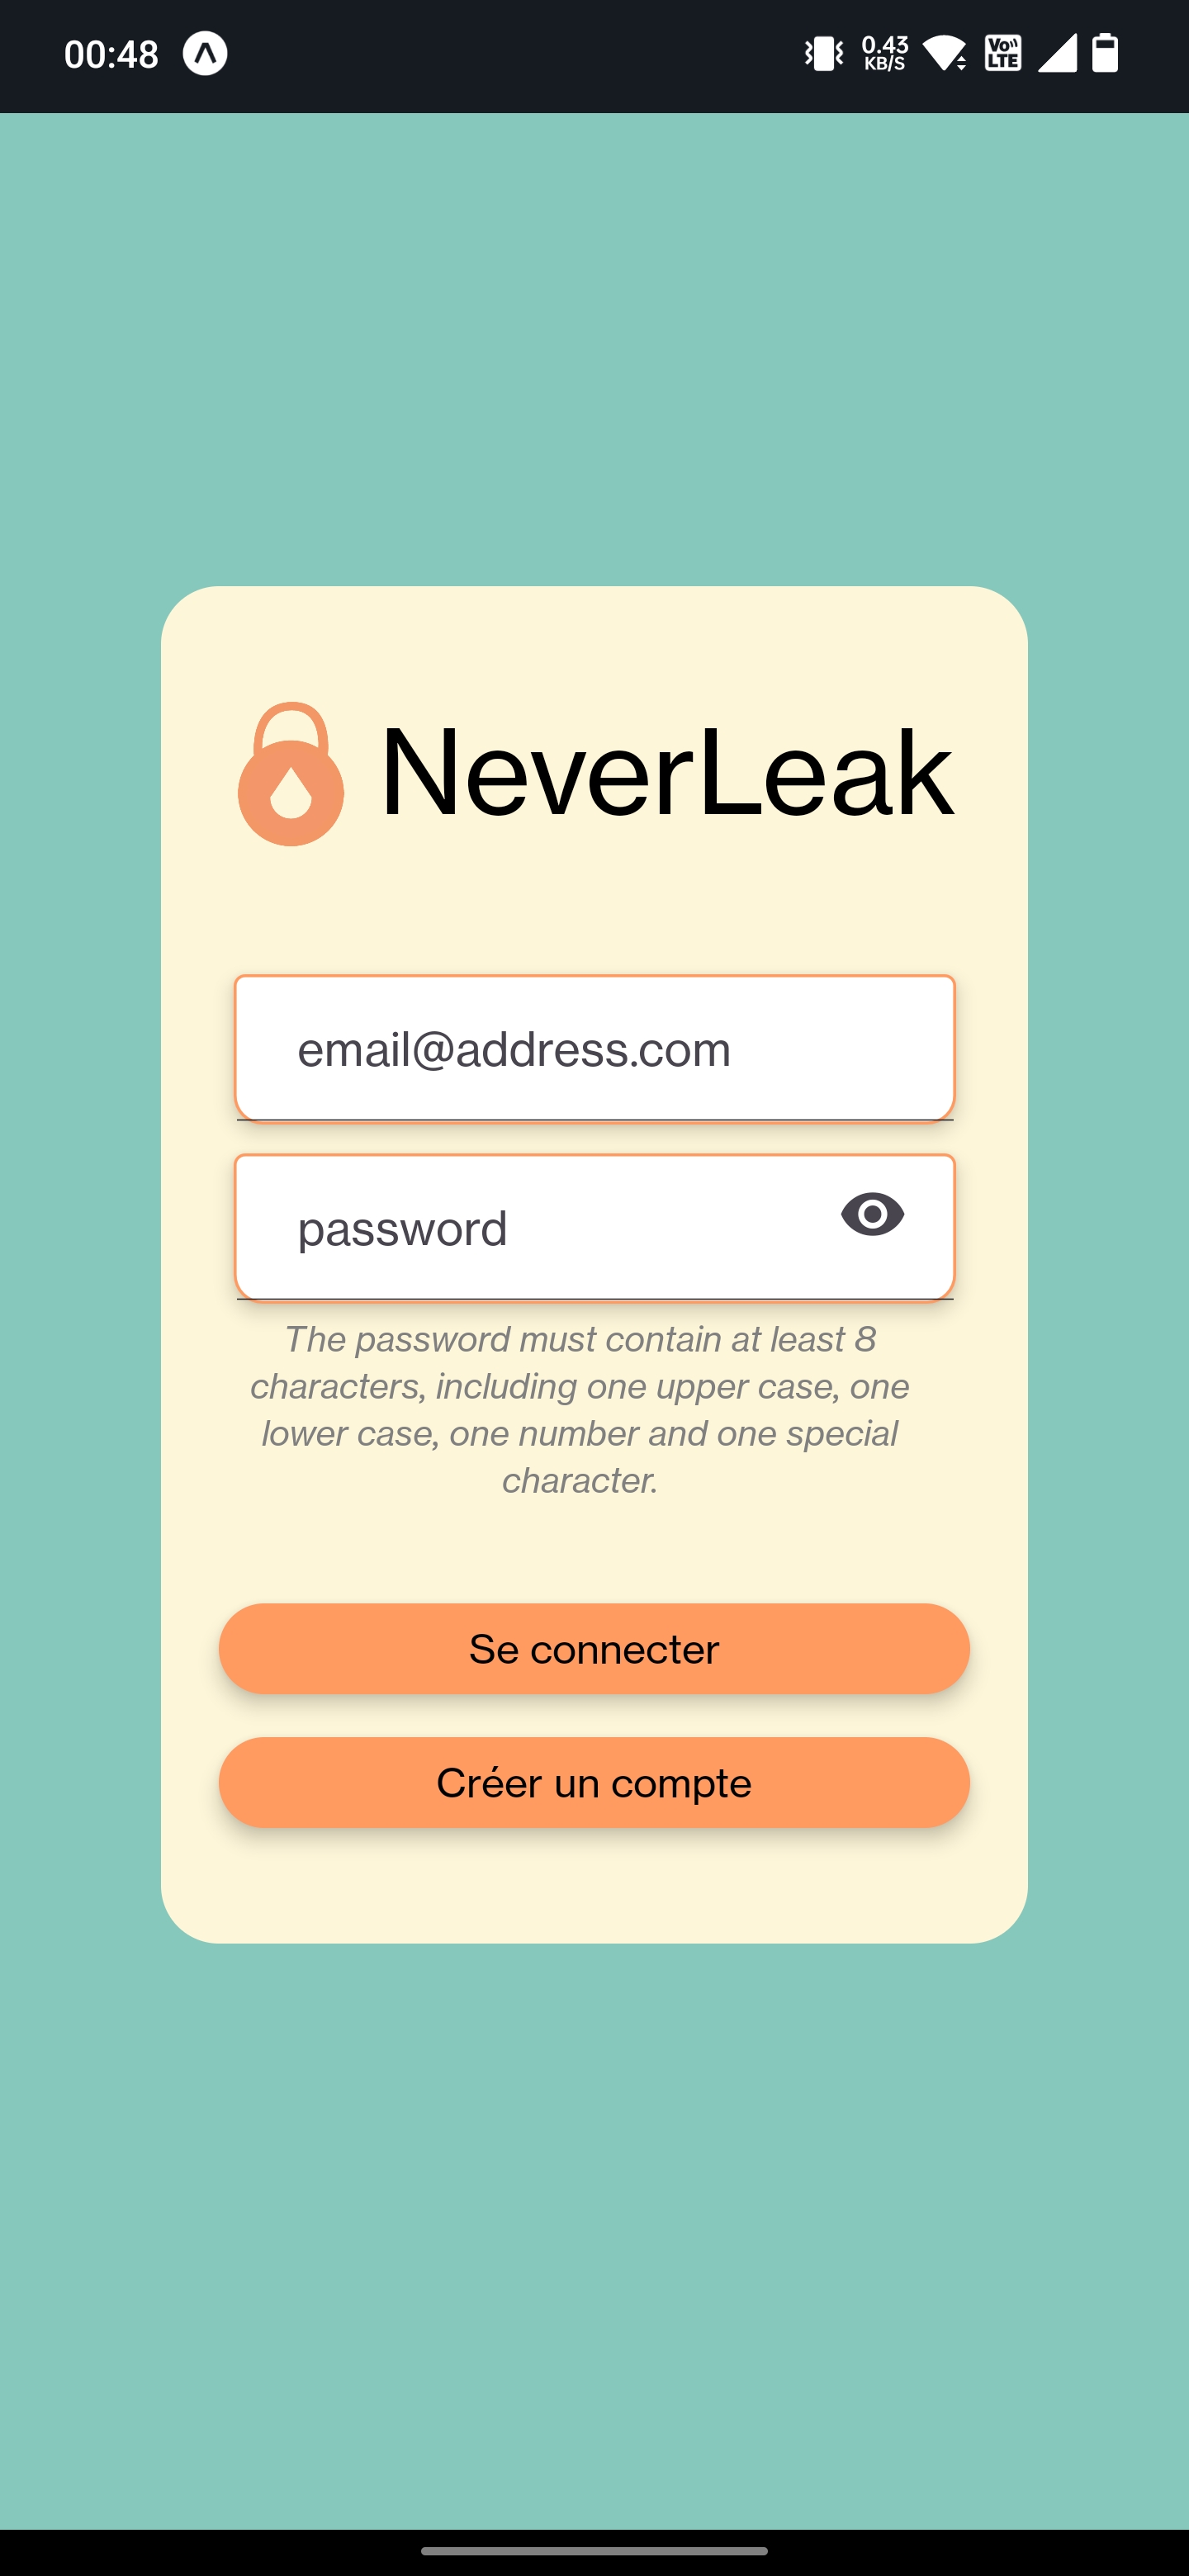 00:48
0.43
KB/S
Vo
LTE
NeverLeak
email@address.com
password
The password must contain at least 8
characters, including one upper case, one
lower case, one number and one special
character.
Se connecter
Créer un compte